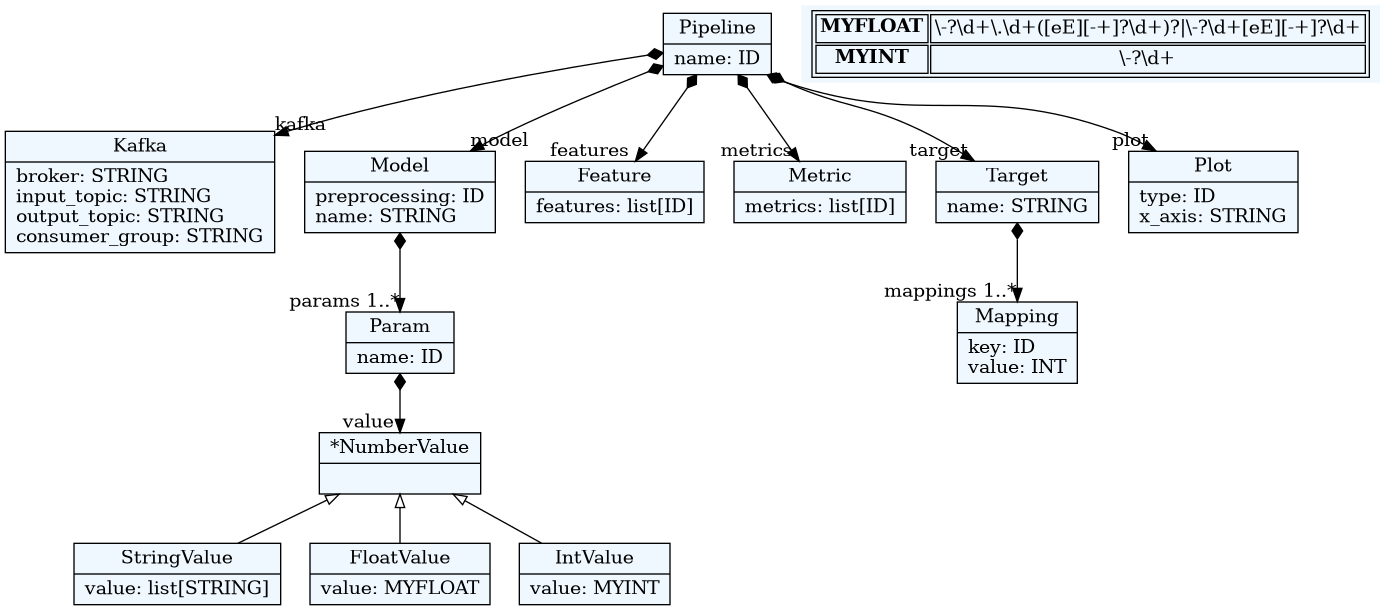 Pipeline
name: ID
MYFLOAT \-?\d+\.\d+([eE][-+]?\d+)?|\-?\d+[eE][-+]?\d+
MYINT \-?\d+
kafka
model
features
metrics
target
plot
Kafka
broker: STRING
input_topic: STRING
output_topic: STRING
consumer_group: STRING
Model
preprocessing: ID
name: STRING
Feature
features: list[ID]
Metric
metrics: list[ID]
Target
name: STRING
Plot
type: ID
x_axis: STRING
params 1..*
mappings 1..*
Param
name: ID
Mapping
key: ID
value: INT
value
*NumberValue
StringValue
value: list[STRING]
FloatValue
value: MYFLOAT
IntValue
value: MYINT